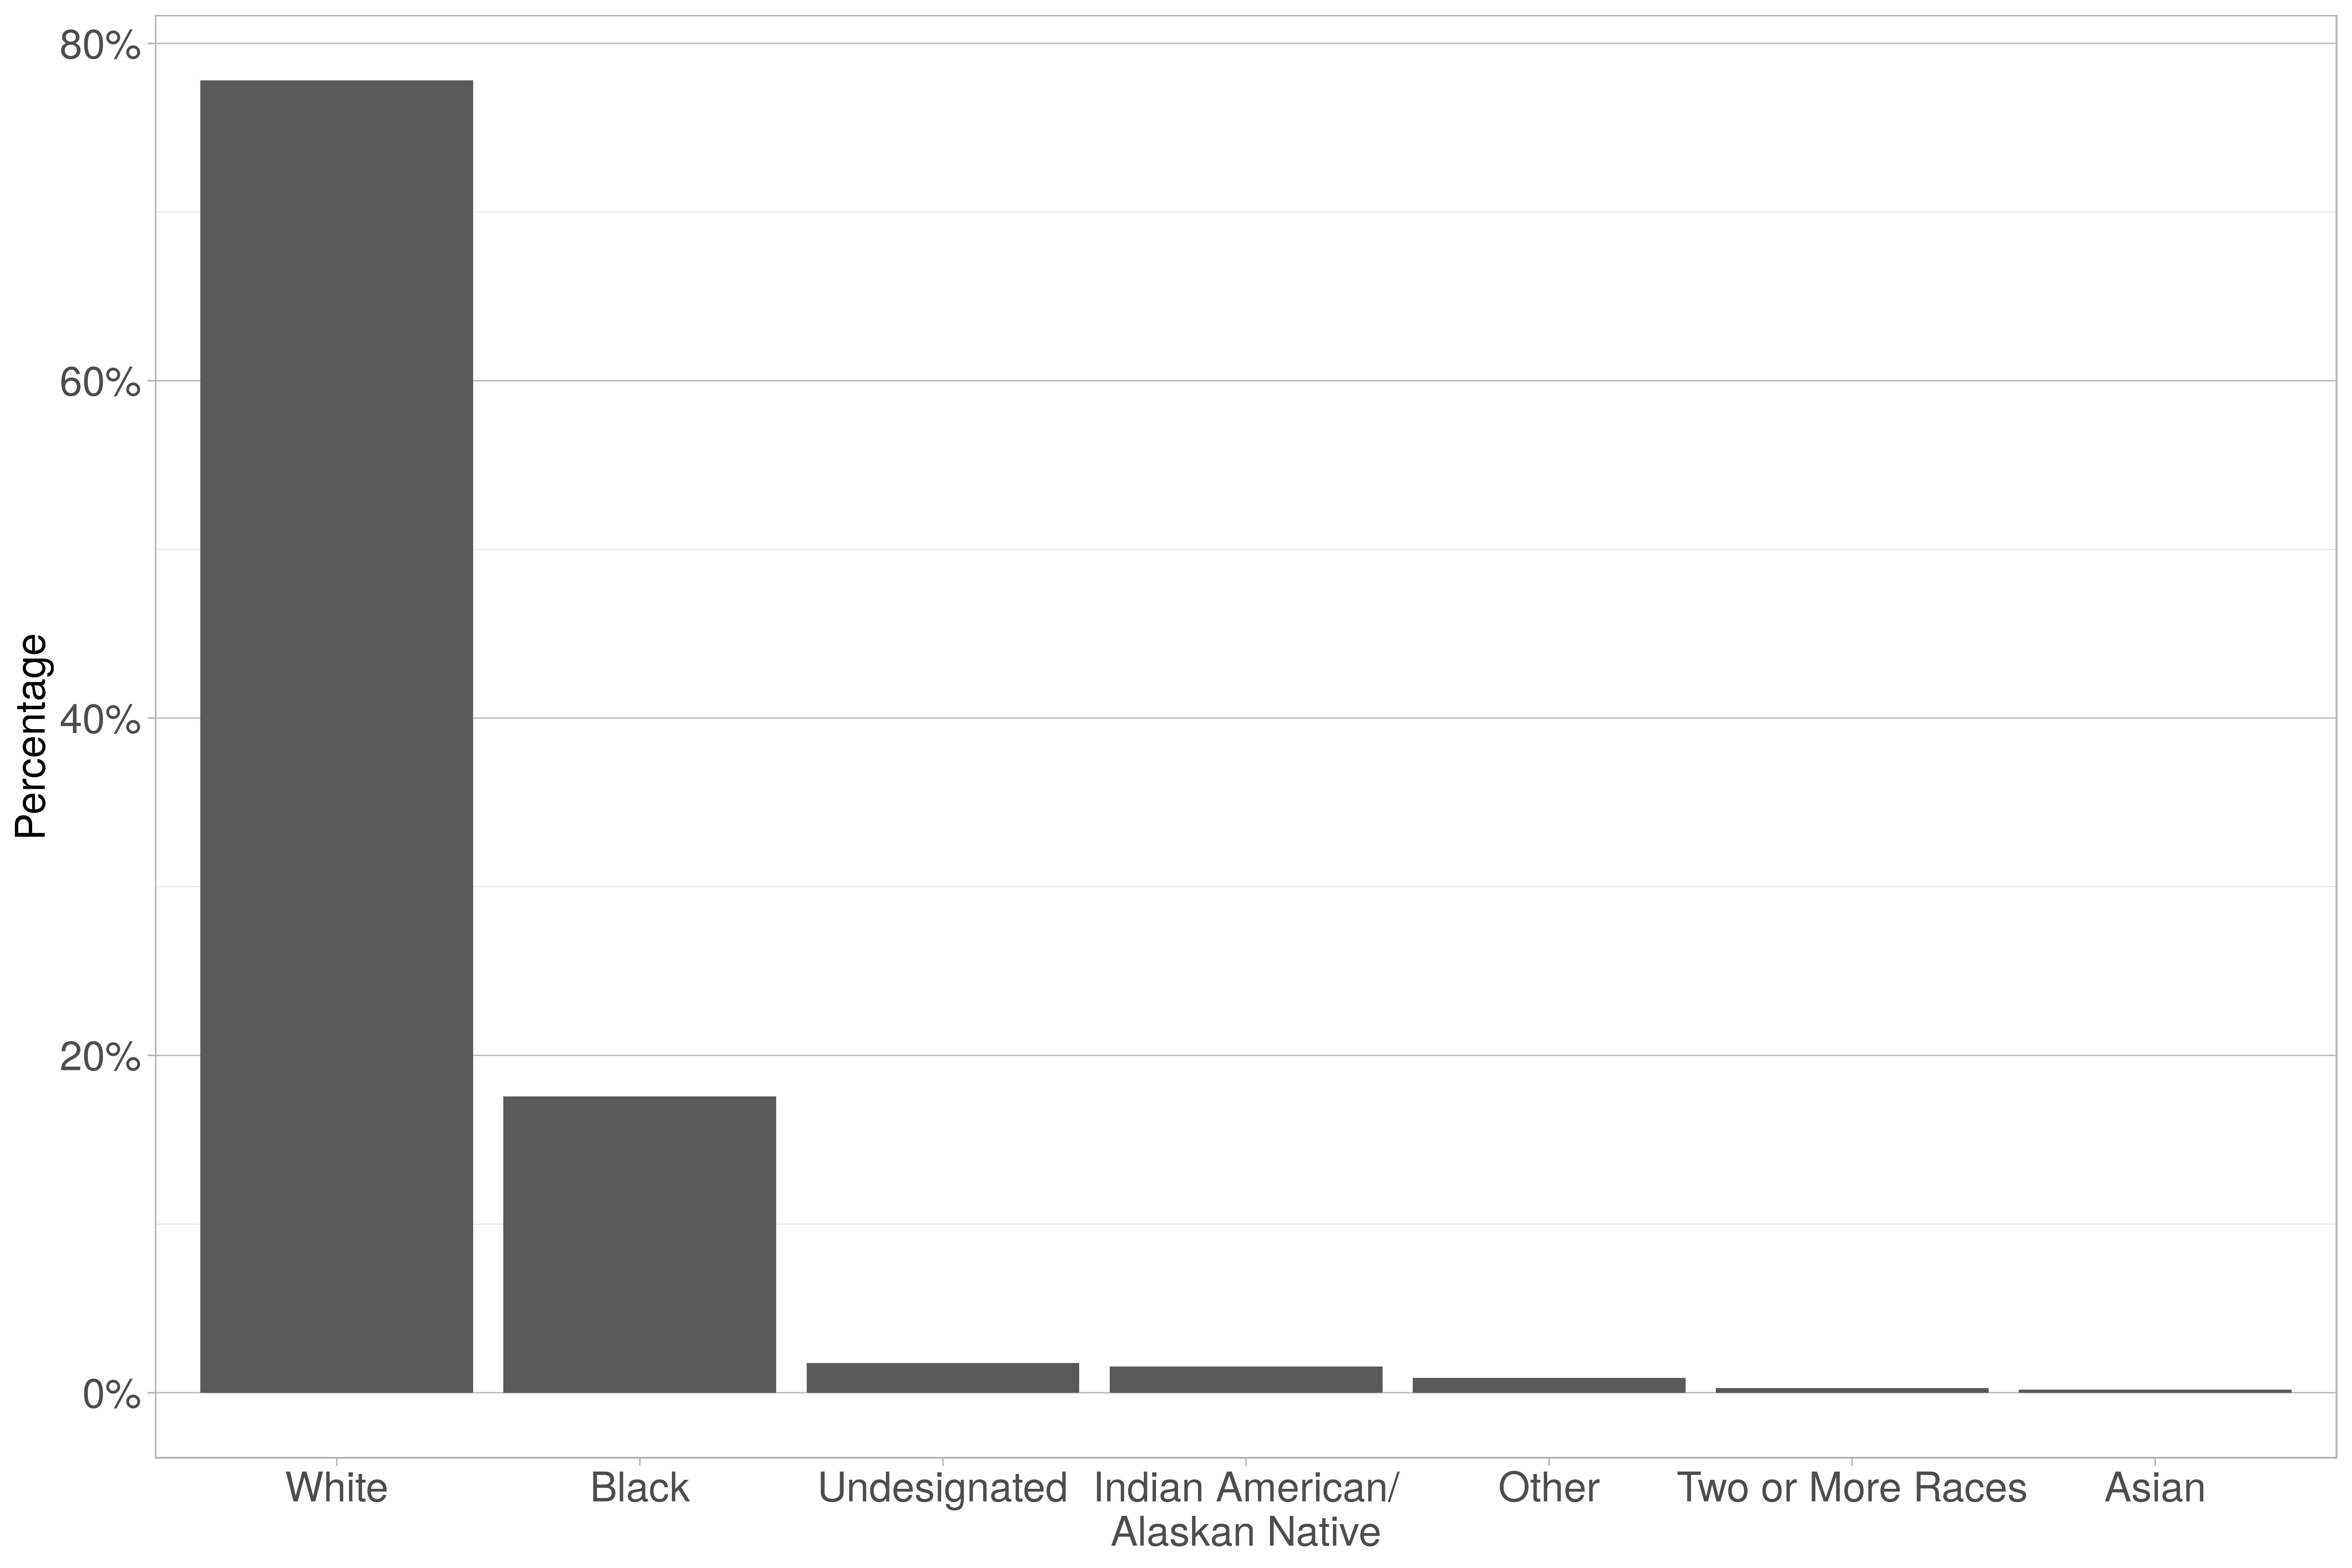 Percentage
80%
60%
40%
20%
0%
White
Black
Undesignated
Indian American/
Alaskan Native
Other
Two or More Races
Asian